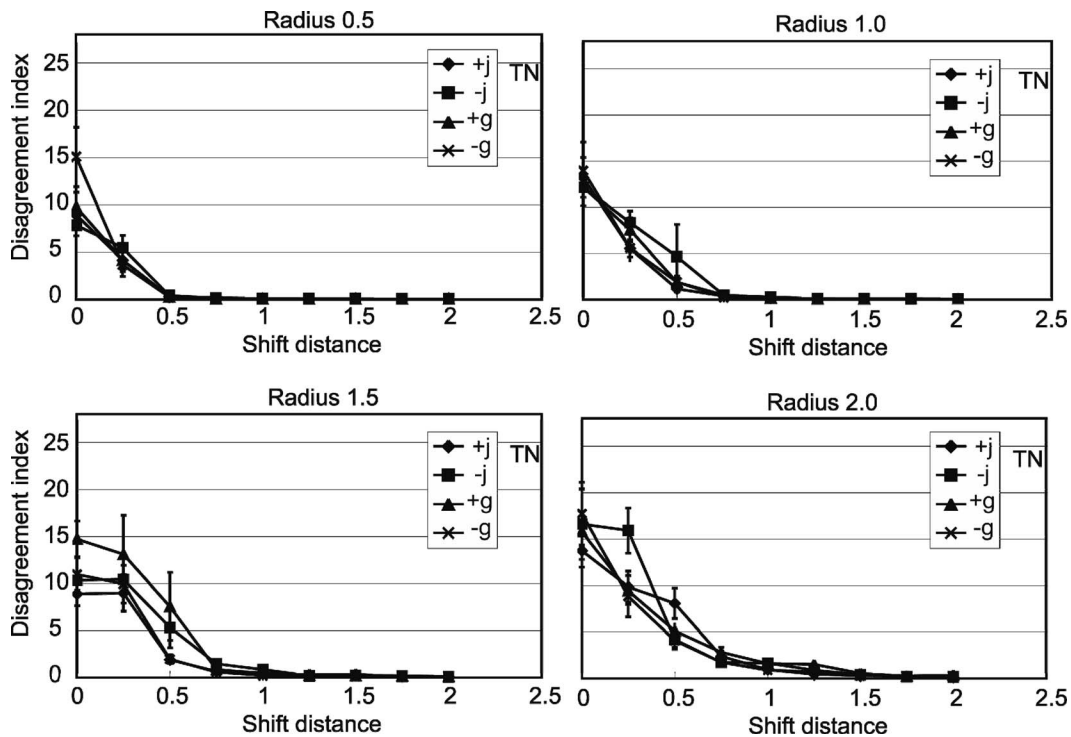 Radius 0.5
Disagreement index
25
20
15
10
5
0
+j
-j
+g
-g
TN
0 0.5 1 1.5 2 2.5
Shift distance
Radius 1.0
+j
-j
+g
-g
TN
0 0.5 1 1.5 2 2.5
Shift distance
Radius 1.5
Disagreement index
25
20
15
10
5
0
+j
-j
+g
-g
TN
0 0.5 1 1.5 2 2.5
Shift distance
Radius 2.0
+j
-j
+g
-g
TN
0 0.5 1 1.5 2 2.5
Shift distance